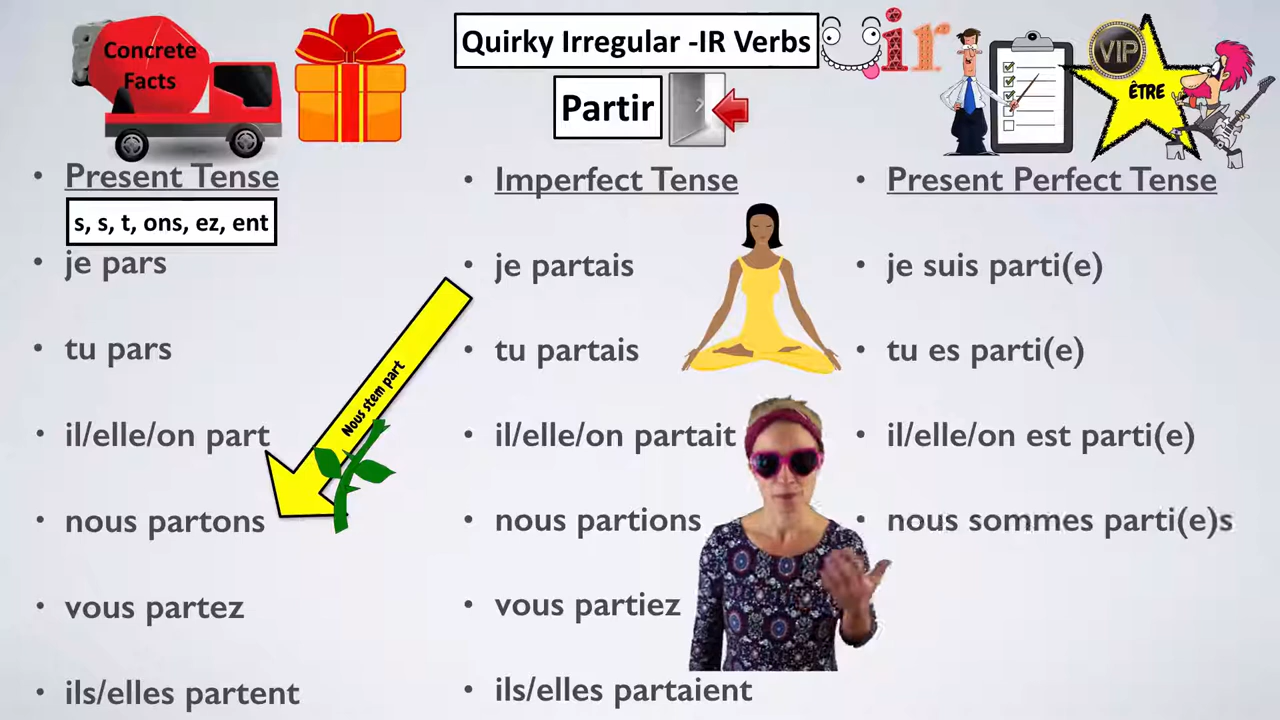 Concrete
Facts
Quirky Irregular -IR Verbs
ir
Partir
VIP
ÊTRE
• Present Tense
s, s, t, ons, ez, ent
• je pars
• tu pars
• il/elle/on part
• nous partons
• vous partez
• ils/elles partent
Nous stem part
• Imperfect Tense
• je partais
• tu partais
• il/elle/on partait
• nous partions
• vous partiez
• ils/elles partaient
• Present Perfect Tense
• je suis parti(e)
• tu es parti(e)
• il/elle/on est parti(e)
• nous sommes parti(e)s